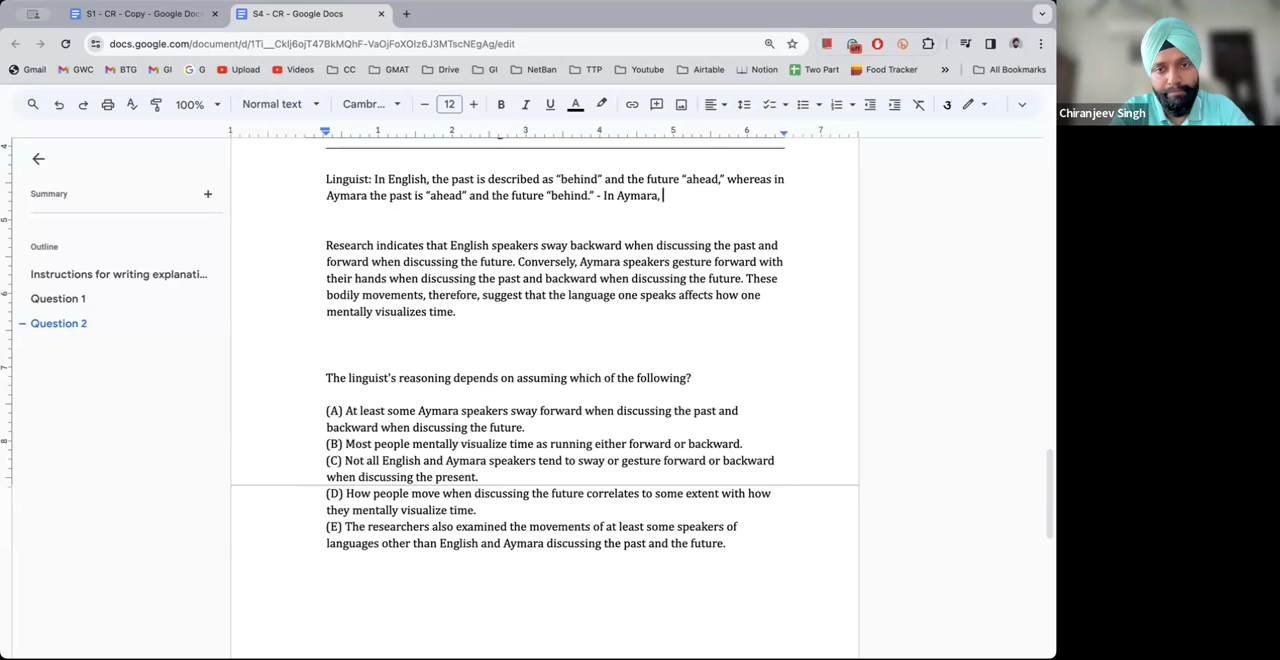 S1 - CR - Copy - Google Doc
S4 - CR - Google Docs
docs.google.com/document/d/1Ti__CkIj6ojT47BkMQhF-VaOjFoXOIz6J3MTscNEgAg/edit
Gmail GWC BTG GI G Upload Videos CC GMAT Drive DT NetBan TTP Youtube Airtable Notion Two Part Food Tracker All Bookmarks
100% Normal text Cambr... 12
1 1 2 3 4 5 6 7
Summary
Outline
Instructions for writing explanati...
Question 1
Question 2
Linguist: In English, the past is described as “behind” and the future “ahead,” whereas in
Aymara the past is “ahead” and the future “behind.” - In Aymara,
Research indicates that English speakers sway backward when discussing the past and
forward when discussing the future. Conversely, Aymara speakers gesture forward with
their hands when discussing the past and backward when discussing the future. These
bodily movements, therefore, suggest that the language one speaks affects how one
mentally visualizes time.
The linguist's reasoning depends on assuming which of the following?
(A) At least some Aymara speakers sway forward when discussing the past and
backward when discussing the future.
(B) Most people mentally visualize time as running either forward or backward.
(C) Not all English and Aymara speakers tend to sway or gesture forward or backward
when discussing the present.
(D) How people move when discussing the future correlates to some extent with how
they mentally visualize time.
(E) The researchers also examined the movements of at least some speakers of
languages other than English and Aymara discussing the past and the future.
Chiranjeev Singh